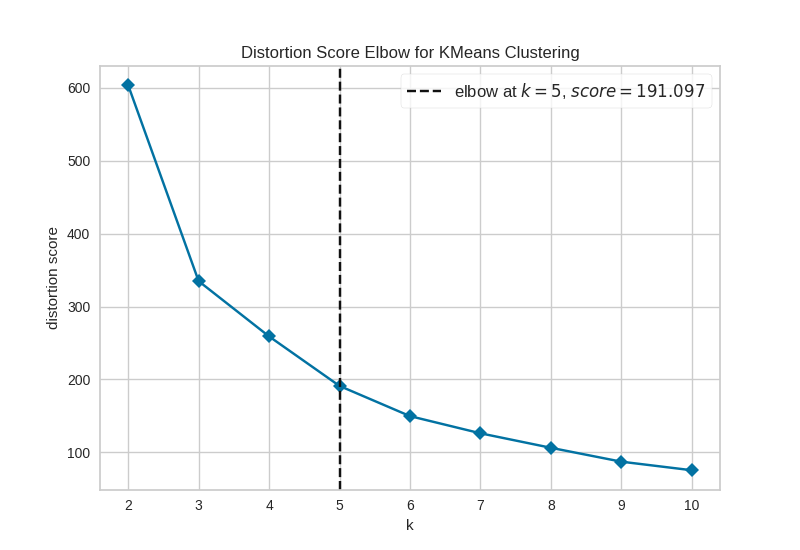 Distortion Score Elbow for KMeans Clustering
elbow at k = 5, score = 191.097
600
500
400
300
200
100
distortion score
2 3 4 5 6 7 8 9 10
k